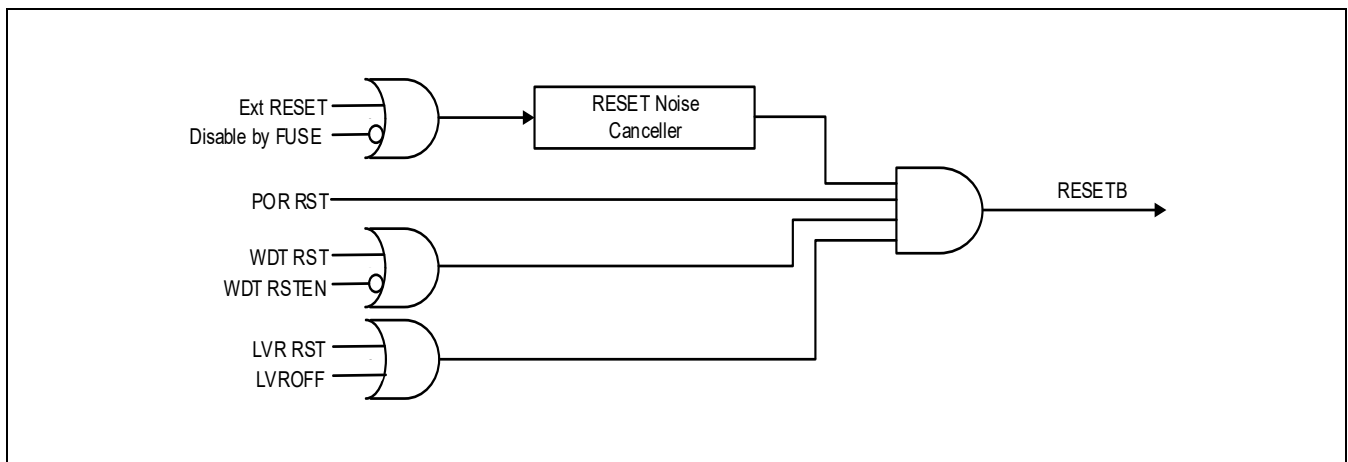 Ext RESET
Disable by FUSE
RESET Noise
Canceller
POR RST
RESETB
WDT RST
WDT RSTEN
LVR RST
LVROFF